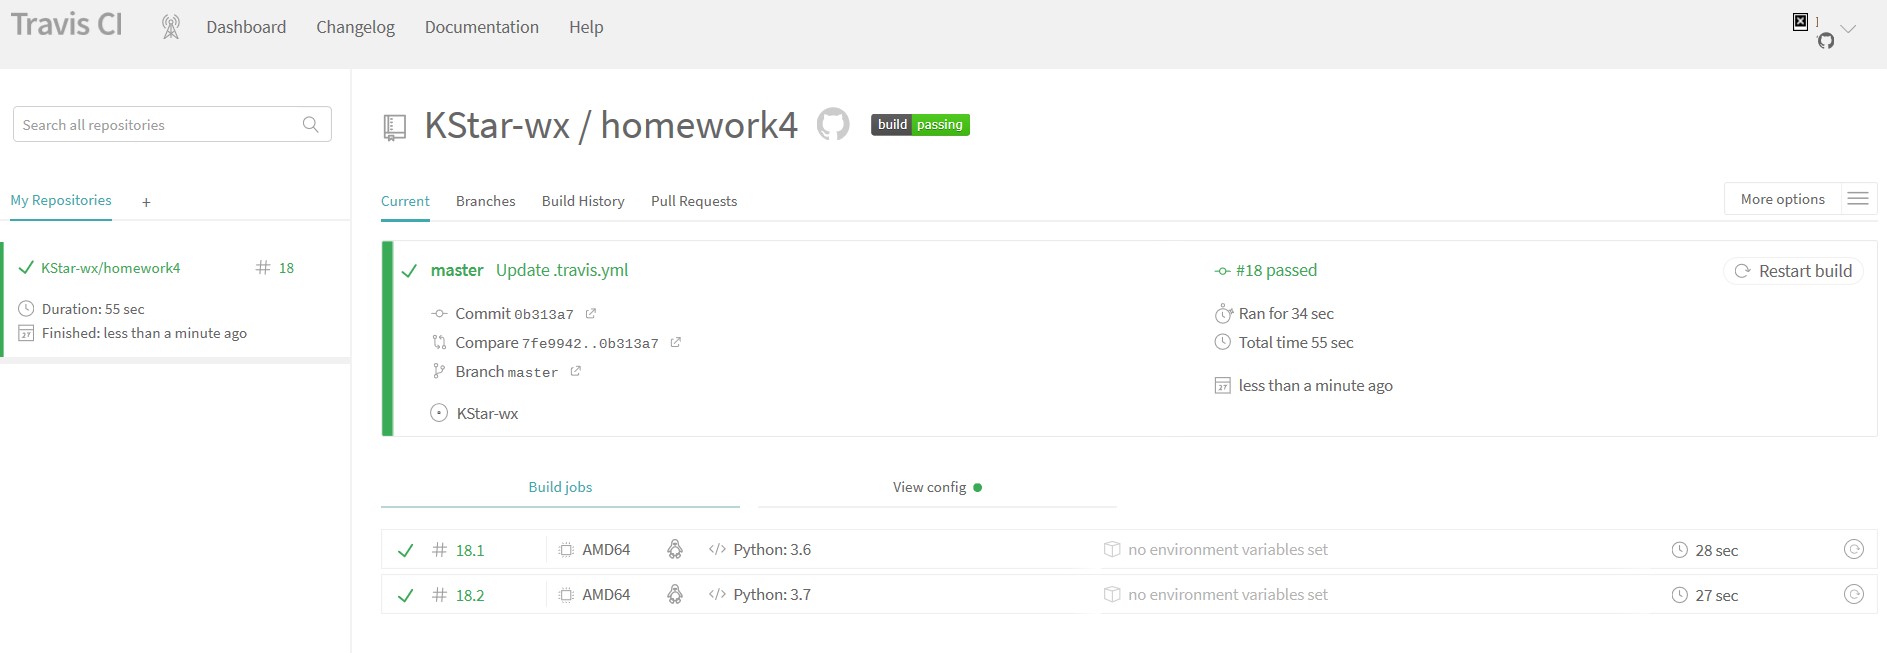 Travis CI
Dashboard Changelog Documentation Help
Search all repositories
My Repositories +
KStar-wx/homework4 # 18
Duration: 55 sec
Finished: less than a minute ago
KStar-wx / homework4 build passing
Current Branches Build History Pull Requests More options
master Update .travis.yml #18 passed Restart build
Commit 0b313a7 Ran for 34 sec
Compare 7fe9942..0b313a7 Total time 55 sec
Branch master less than a minute ago
KStar-wx
Build jobs View config
# 18.1 AMD64 </> Python: 3.6 no environment variables set 28 sec
# 18.2 AMD64 </> Python: 3.7 no environment variables set 27 sec